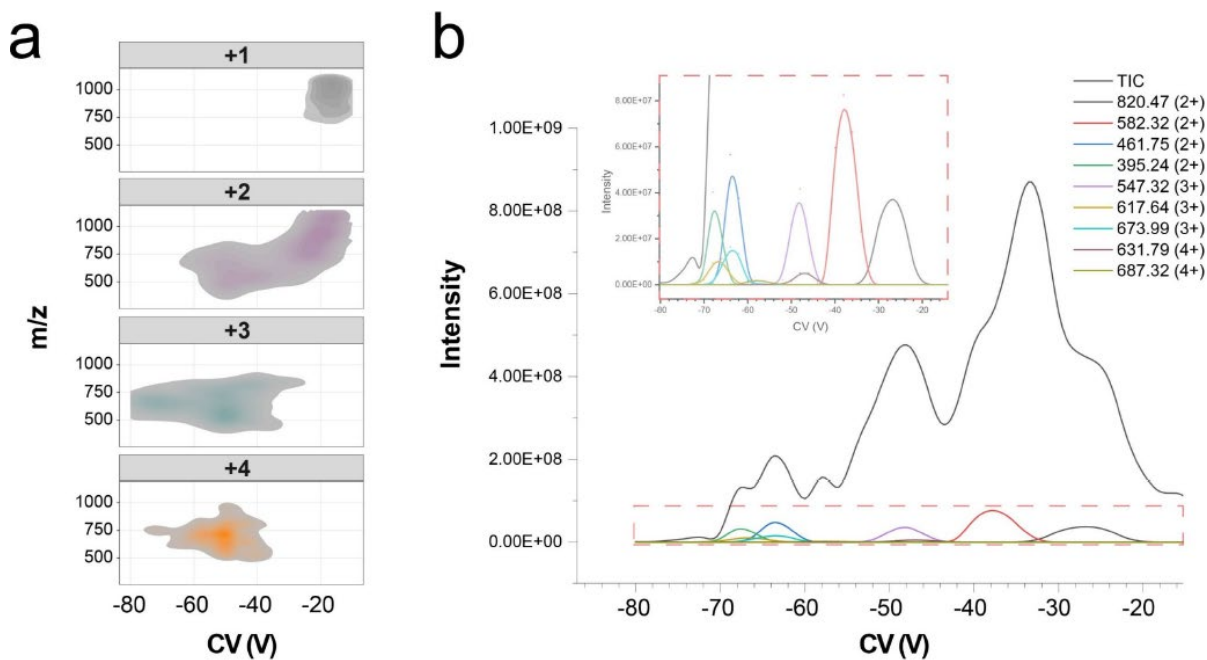 a
+1
1000
750
500
+2
1000
750
500
+3
1000
750
500
+4
1000
750
500
m/z
-80 -60 -40 -20
CV (V)
b
TIC
820.47 (2+)
582.32 (2+)
461.75 (2+)
395.24 (2+)
547.32 (3+)
617.64 (3+)
673.99 (3+)
631.79 (4+)
687.32 (4+)
8.00E+07
6.00E+07
4.00E+07
2.00E+07
0.00E+00
Intensity
-80 -70 -60 -50 -40 -30 -20
CV (V)
1.00E+09
8.00E+08
6.00E+08
4.00E+08
2.00E+08
0.00E+00
Intensity
-80 -70 -60 -50 -40 -30 -20
CV (V)